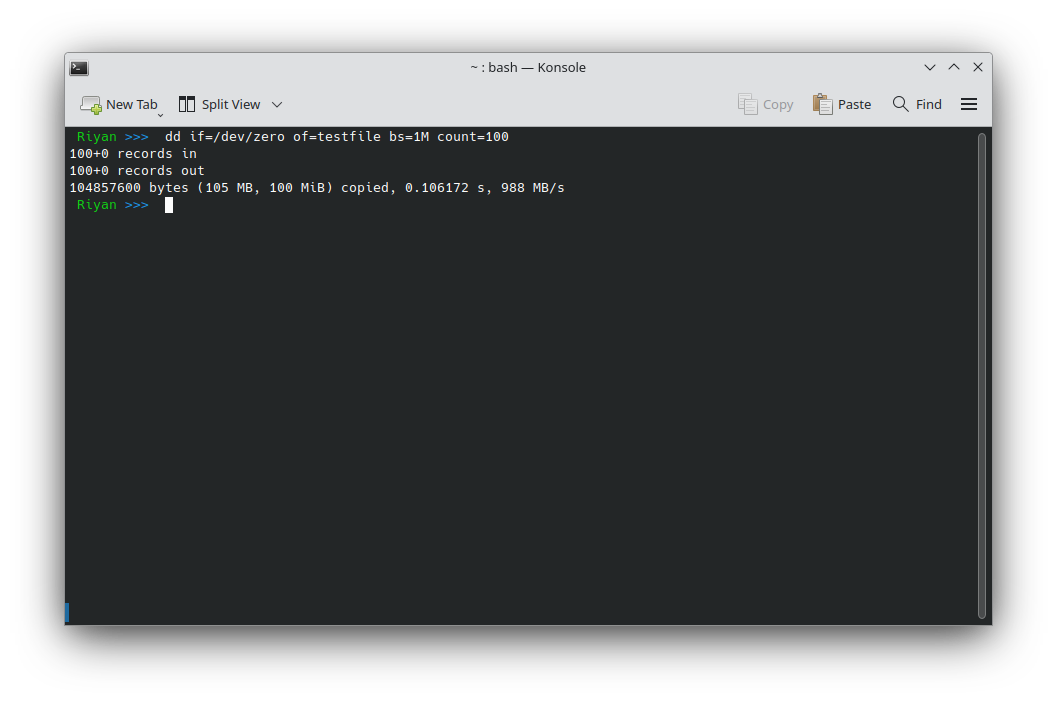 ~ : bash — Konsole
New Tab Split View Copy Paste Find
Riyan >>> dd if=/dev/zero of=testfile bs=1M count=100
100+0 records in
100+0 records out
104857600 bytes (105 MB, 100 MiB) copied, 0.106172 s, 988 MB/s
Riyan >>>